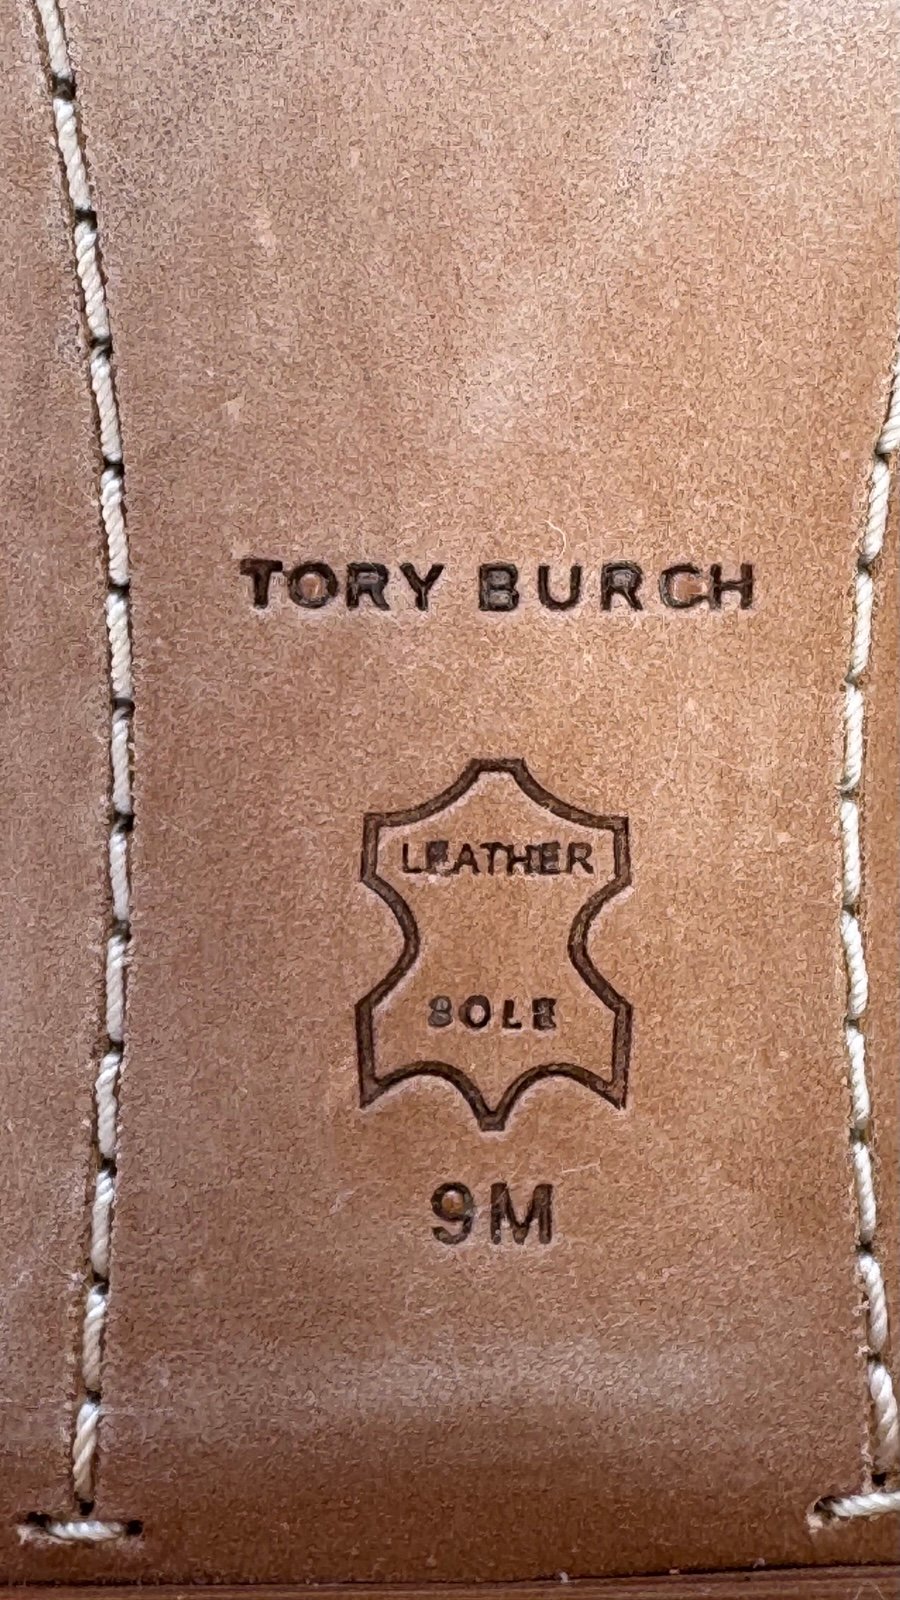 TORY BURCH
LEATHER
SOLE
9M